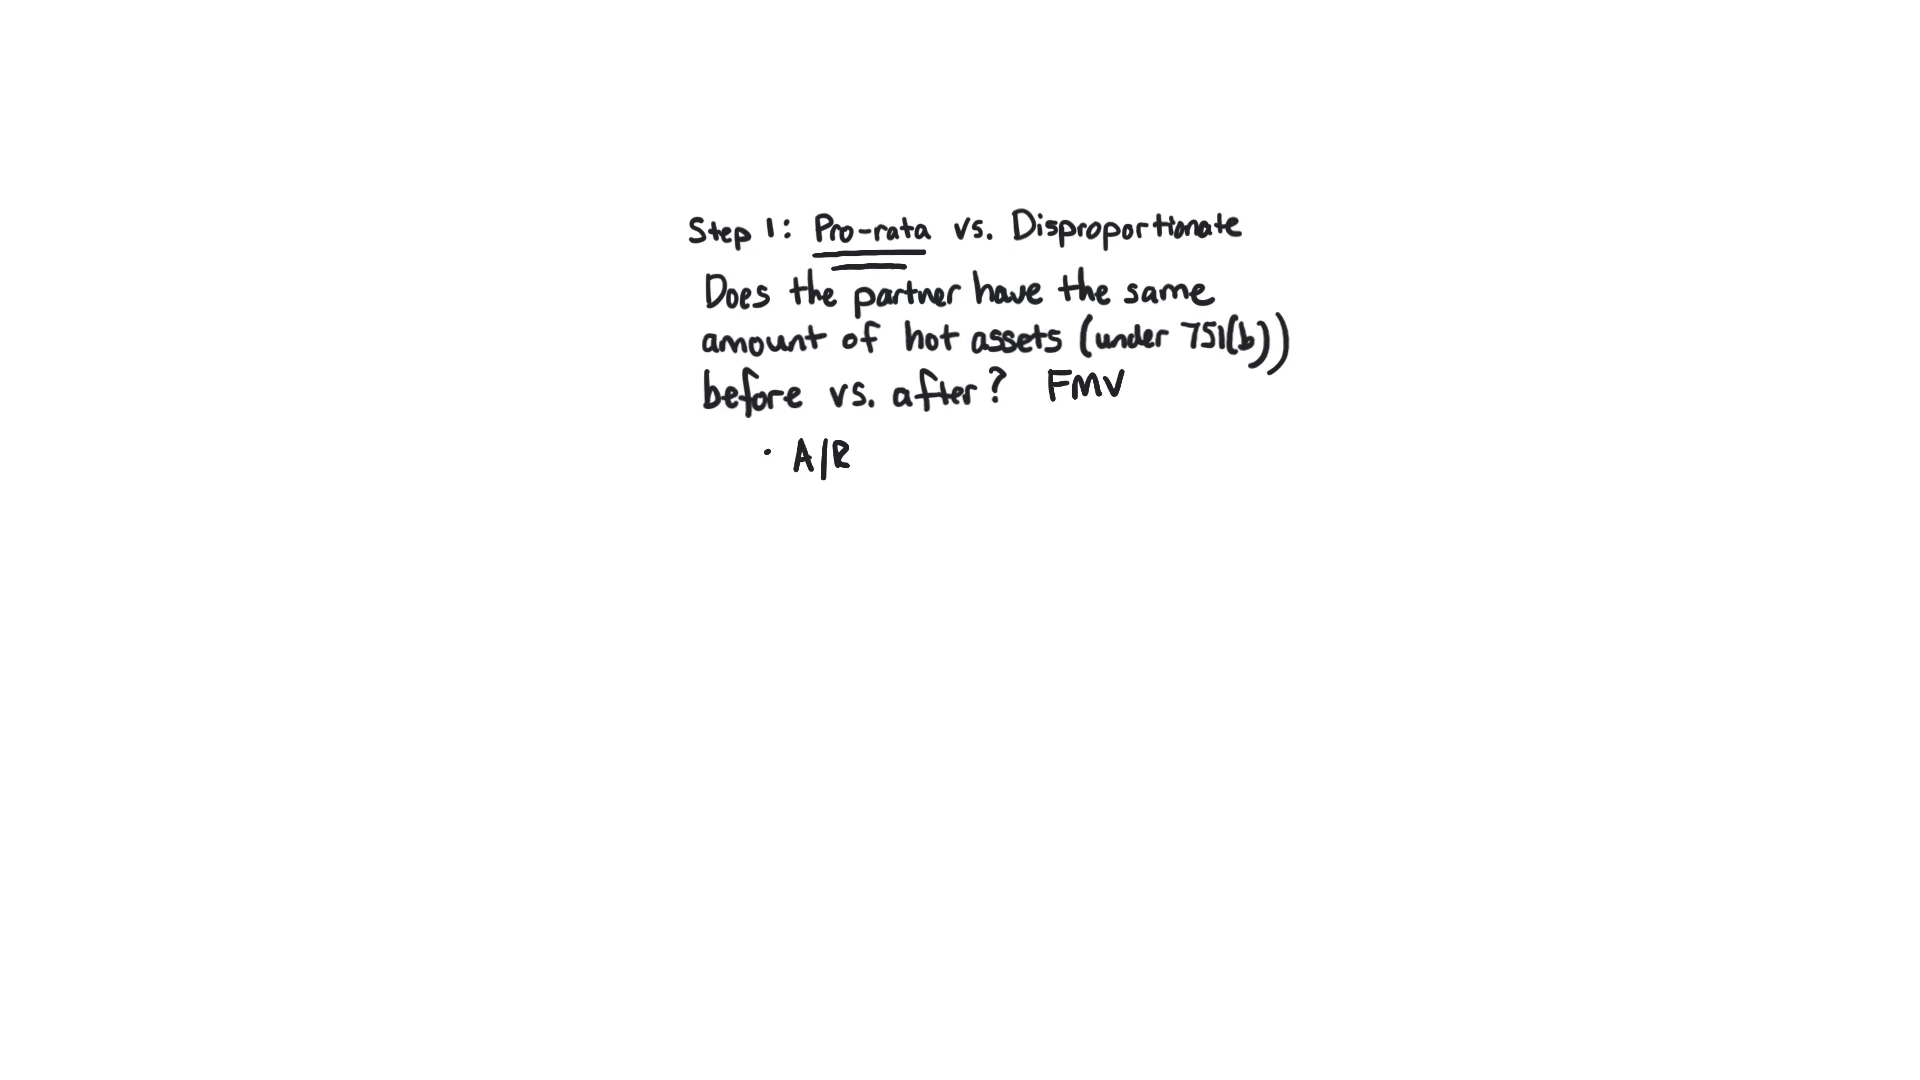 Step 1: Pro-rata vs. Disproportionate
Does the partner have the same
amount of hot assets (under 751(b))
before vs. after? FMV
· A/R